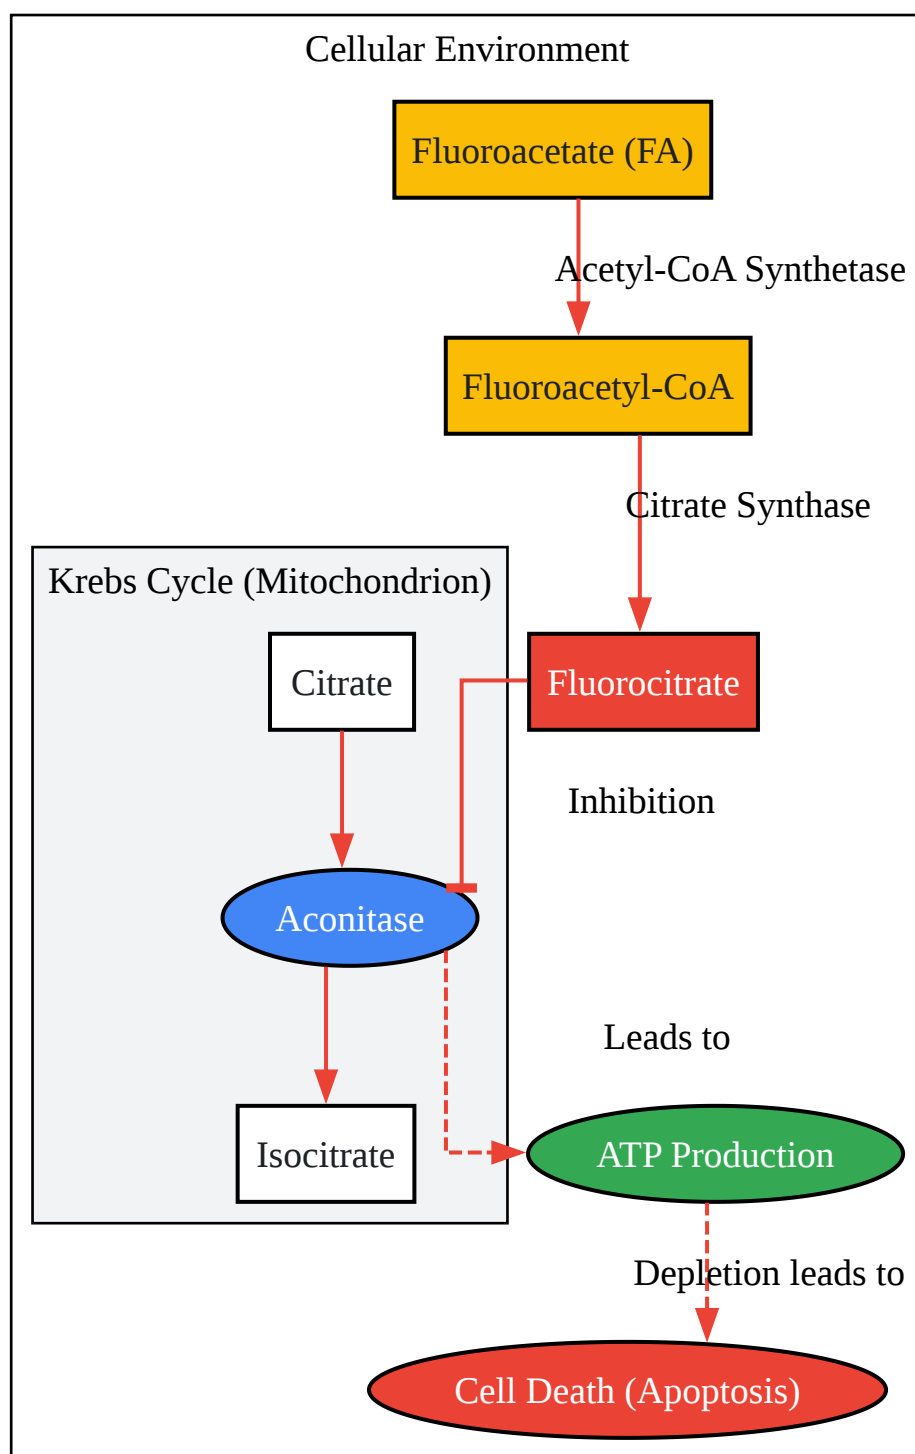 Cellular Environment
Fluoroacetate (FA)
Acetyl-CoA Synthetase
Fluoroacetyl-CoA
Citrate Synthase
Krebs Cycle (Mitochondrion)
Citrate
Fluorocitrate
Inhibition
Aconitase
Leads to
Isocitrate
ATP Production
Depletion leads to
Cell Death (Apoptosis)